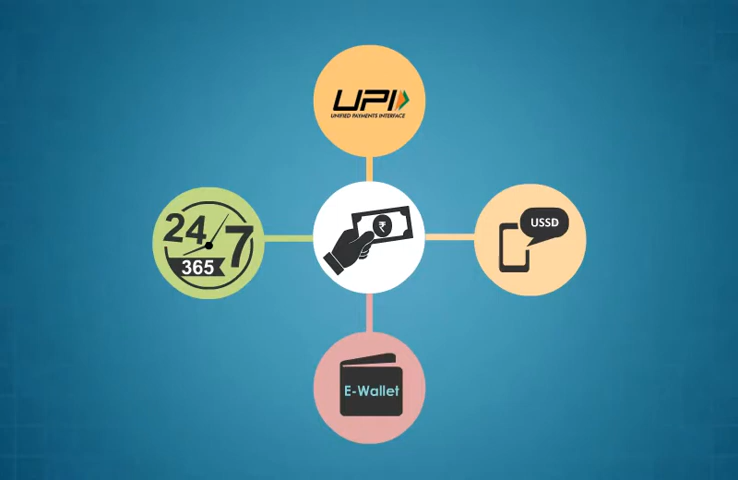 UPI
UNIFIED PAYMENTS INTERFACE
24
7
365
₹
USSD
E-Wallet